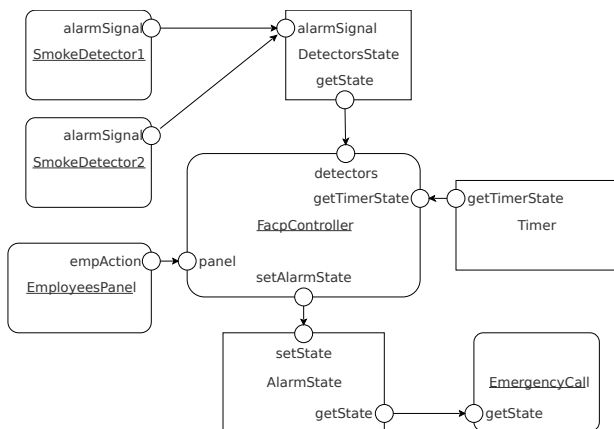 alarmSignal
SmokeDetector1
alarmSignal
DetectorsState
getState
alarmSignal
SmokeDetector2
detectors
getTimerState
FacpController
panel
setAlarmState
getTimerState
Timer
empAction
EmployeesPanel
setState
AlarmState
getState
EmergencyCall
getState